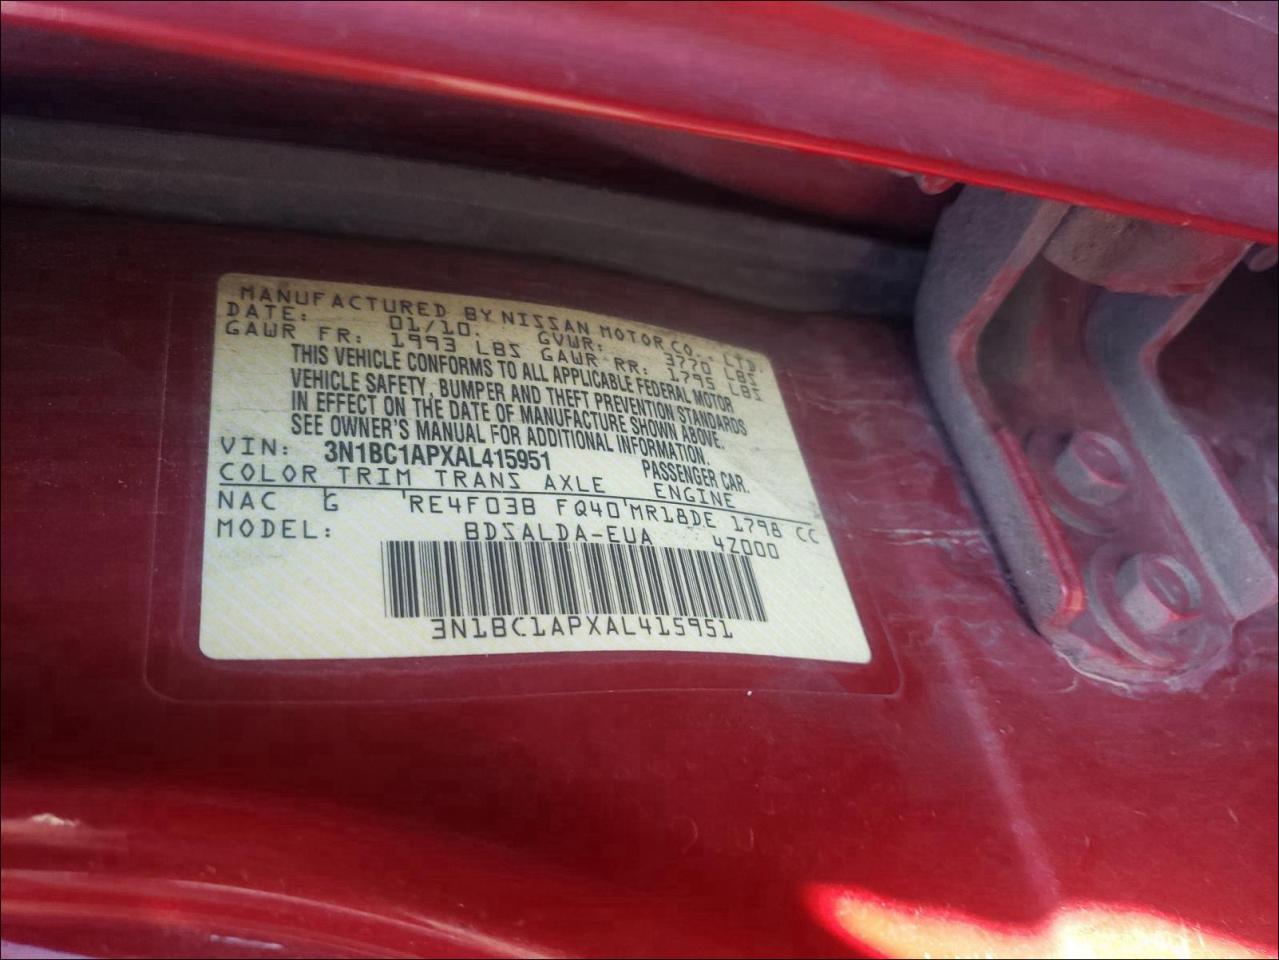 MANUFACTURED BY NISSAN MOTOR CO., LTD.
DATE: 01/10. GVWR: 3770 LBS
GAWR FR: 1993 LBS GAWR RR: 1795 LBS
THIS VEHICLE CONFORMS TO ALL APPLICABLE FEDERAL MOTOR
VEHICLE SAFETY, BUMPER AND THEFT PREVENTION STANDARDS
IN EFFECT ON THE DATE OF MANUFACTURE SHOWN ABOVE.
SEE OWNER'S MANUAL FOR ADDITIONAL INFORMATION.
VIN: 3N1BC1APXAL415951 PASSENGER CAR.
COLOR TRIM TRANS AXLE ENGINE
NAC G 'RE4F03B FQ40'MR18DE 1798 CC
MODEL: BDSALDA-EUA 4Z000
3N1BC1APXAL415951